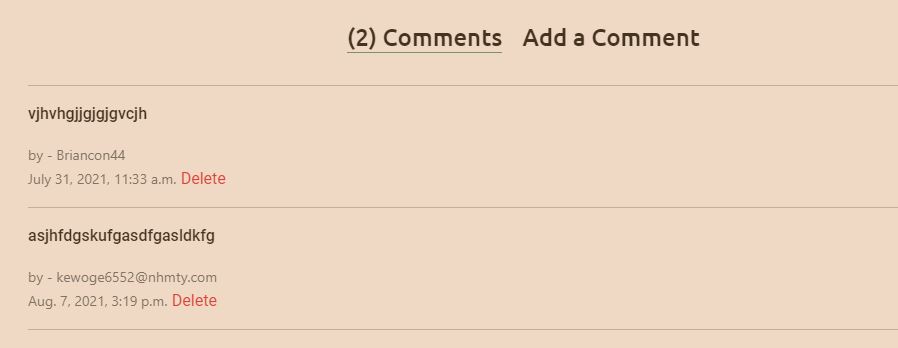 (2) Comments Add a Comment
vjhvhgjjgjgjgvcjh
by - Briancon44
July 31, 2021, 11:33 a.m. Delete
asjhfdgskufgasdfgasldkfg
by - kewoge6552@nhmty.com
Aug. 7, 2021, 3:19 p.m. Delete